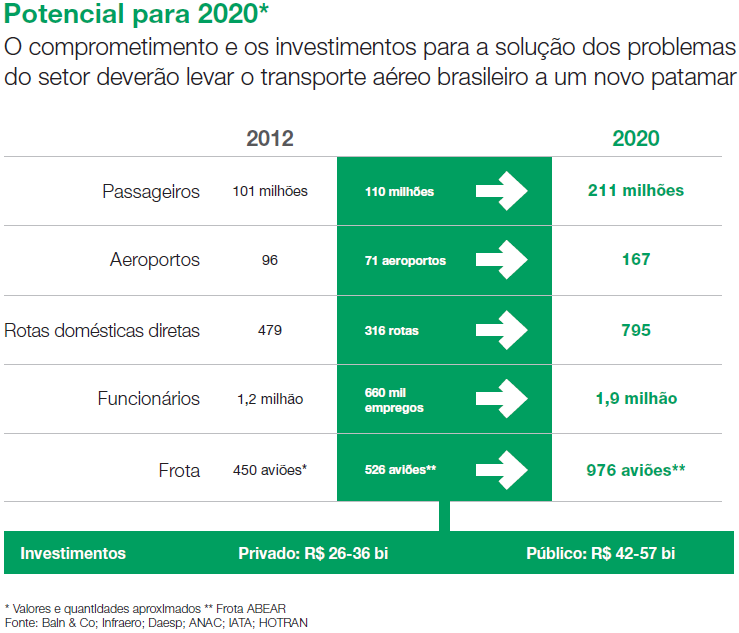 Potencial para 2020*
O comprometimento e os investimentos para a solução dos problemas
do setor deverão levar o transporte aéreo brasileiro a um novo patamar
2012
2020
Passageiros 101 milhões 110 milhões 211 milhões
Aeroportos 96 71 aeroportos 167
Rotas domésticas diretas 479 316 rotas 795
Funcionários 1,2 milhão 660 mil
empregos 1,9 milhão
Frota 450 aviões* 526 aviões** 976 aviões**
Investimentos Privado: R$ 26-36 bi Público: R$ 42-57 bi
* Valores e quantidades aproximados ** Frota ABEAR
Fonte: Bain & Co; Infraero; Daesp; ANAC; IATA; HOTRAN